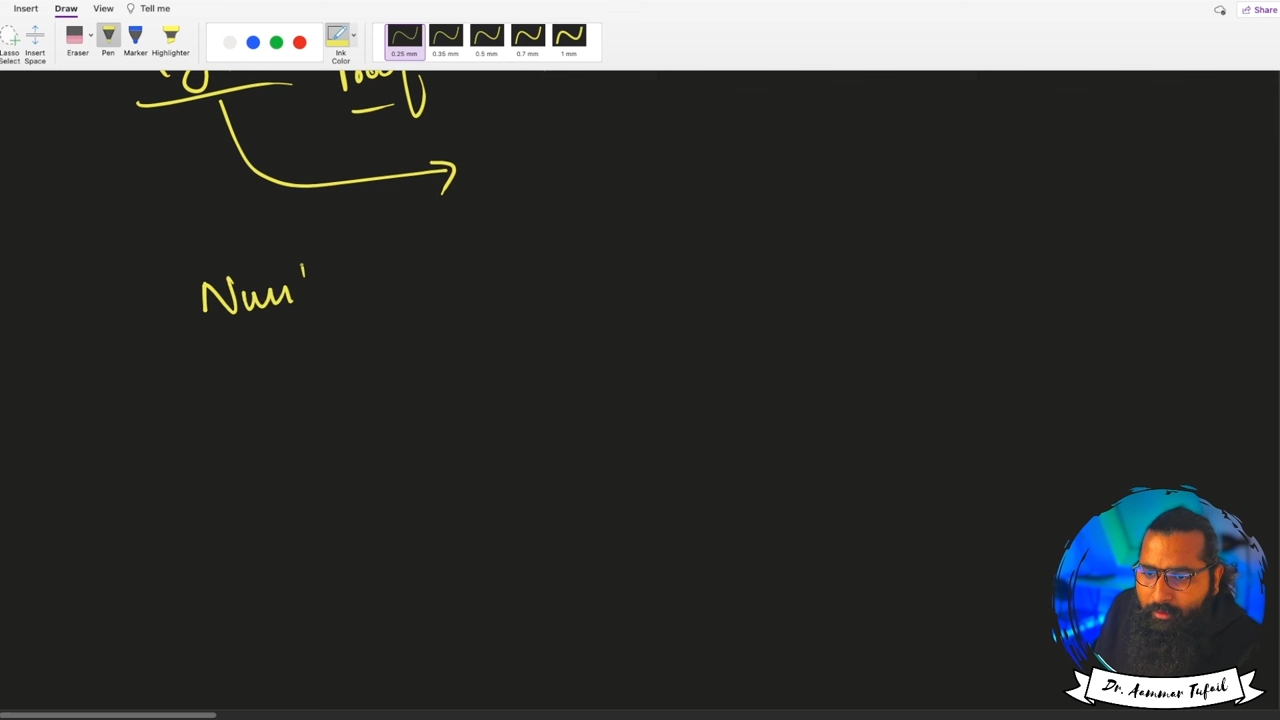 Insert Draw View Tell me
Share
Lasso Select
Insert Space
Eraser
Pen
Marker
Highlighter
Ink Color
0.25 mm
0.35 mm
0.5 mm
0.7 mm
1 mm
Dr. Aammar Tufail